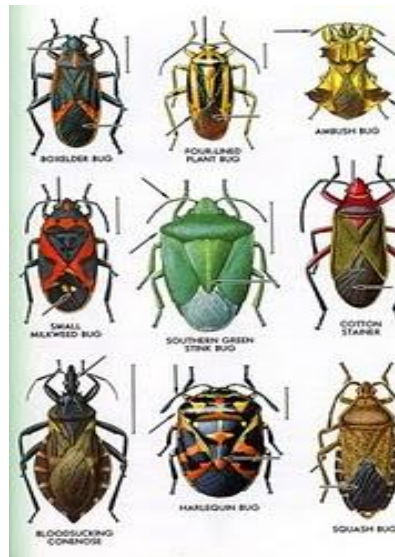 BOXELDER BUG
FOUR-LINED
PLANT BUG
AMBUSH BUG
SMALL
MILKWEED BUG
SOUTHERN GREEN
STINK BUG
COTTON
STAINER
BLOODSUCKING
CONENOSE
HARLEQUIN BUG
SQUASH BUG